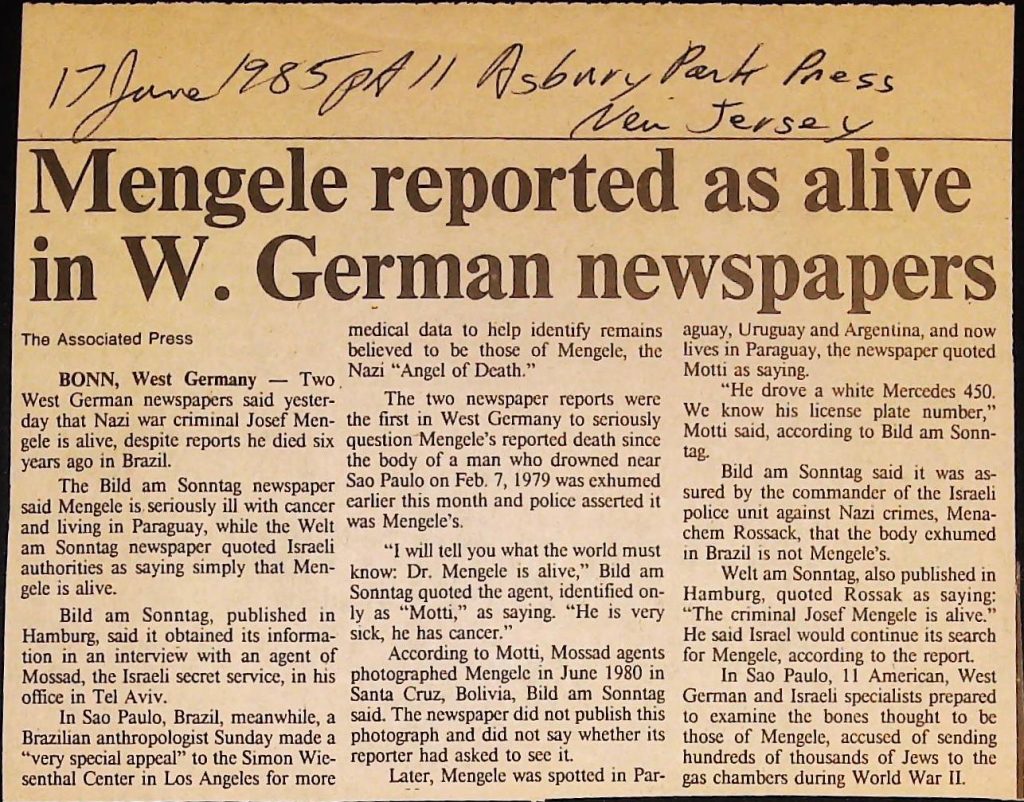 17 June 1985 pA 11 Asbury Park Press
New Jersey
Mengele reported as alive
in W. German newspapers
The Associated Press
BONN, West Germany — Two
West German newspapers said yester-
day that Nazi war criminal Josef Men-
gele is alive, despite reports he died six
years ago in Brazil.
The Bild am Sonntag newspaper
said Mengele is seriously ill with cancer
and living in Paraguay, while the Welt
am Sonntag newspaper quoted Israeli
authorities as saying simply that Men-
gele is alive.
Bild am Sonntag, published in
Hamburg, said it obtained its informa-
tion in an interview with an agent of
Mossad, the Israeli secret service, in his
office in Tel Aviv.
In Sao Paulo, Brazil, meanwhile, a
Brazilian anthropologist Sunday made a
"very special appeal" to the Simon Wie-
senthal Center in Los Angeles for more
medical data to help identify remains
believed to be those of Mengele, the
Nazi "Angel of Death."
The two newspaper reports were
the first in West Germany to seriously
question Mengele's reported death since
the body of a man who drowned near
Sao Paulo on Feb. 7, 1979 was exhumed
earlier this month and police asserted it
was Mengele's.
"I will tell you what the world must
know: Dr. Mengele is alive," Bild am
Sonntag quoted the agent, identified on-
ly as "Motti," as saying. "He is very
sick, he has cancer."
According to Motti, Mossad agents
photographed Mengele in June 1980 in
Santa Cruz, Bolivia, Bild am Sonntag
said. The newspaper did not publish this
photograph and did not say whether its
reporter had asked to see it.
Later, Mengele was spotted in Par-
aguay, Uruguay and Argentina, and now
lives in Paraguay, the newspaper quoted
Motti as saying.
"He drove a white Mercedes 450.
We know his license plate number,"
Motti said, according to Bild am Sonn-
tag.
Bild am Sonntag said it was as-
sured by the commander of the Israeli
police unit against Nazi crimes, Mena-
chem Rossack, that the body exhumed
in Brazil is not Mengele's.
Welt am Sonntag, also published in
Hamburg, quoted Rossak as saying:
"The criminal Josef Mengele is alive."
He said Israel would continue its search
for Mengele, according to the report.
In Sao Paulo, 11 American, West
German and Israeli specialists prepared
to examine the bones thought to be
those of Mengele, accused of sending
hundreds of thousands of Jews to the
gas chambers during World War II.